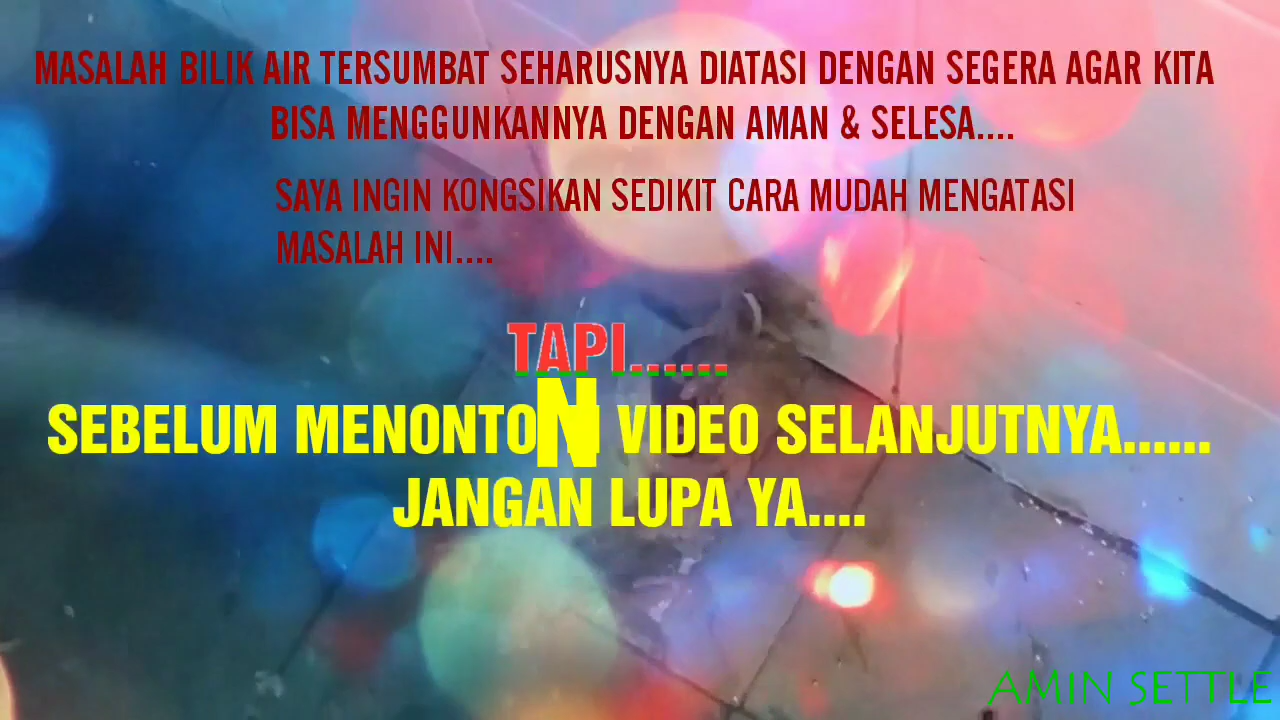 MASALAH BILIK AIR TERSUMBAT SEHARUSNYA DIATASI DENGAN SEGERA AGAR KITA
BISA MENGGUNKANNYA DENGAN AMAN & SELESA....
SAYA INGIN KONGSIKAN SEDIKIT CARA MUDAH MENGATASI
MASALAH INI....
TAPI......
SEBELUM MENONTON VIDEO SELANJUTNYA......
JANGAN LUPA YA....
AMIN SETTLE